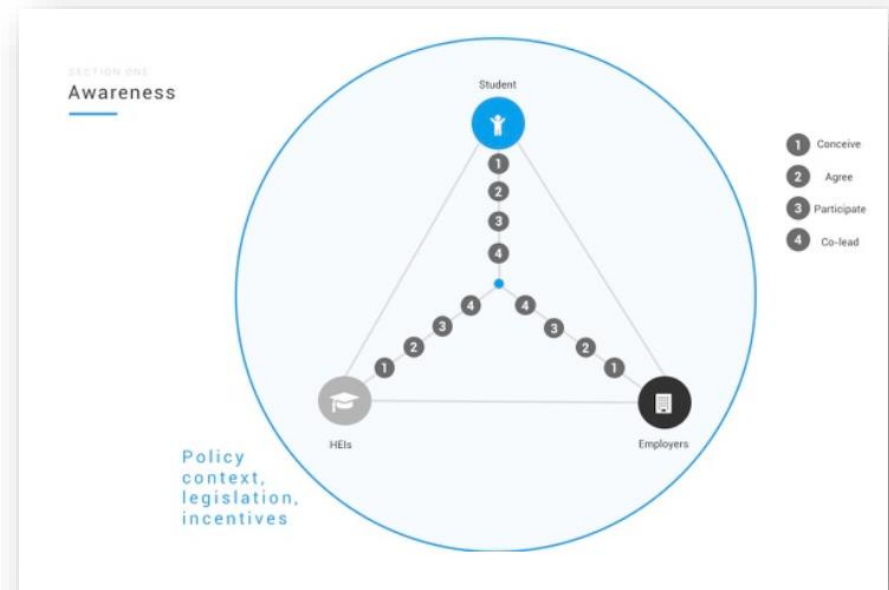 SECTION ONE
Awareness
Student
1
2
3
4
1 Conceive
2 Agree
3 Participate
4 Co-lead
4
3
2
1
4
3
2
1
HEIs
Employers
Policy
context,
legislation,
incentives